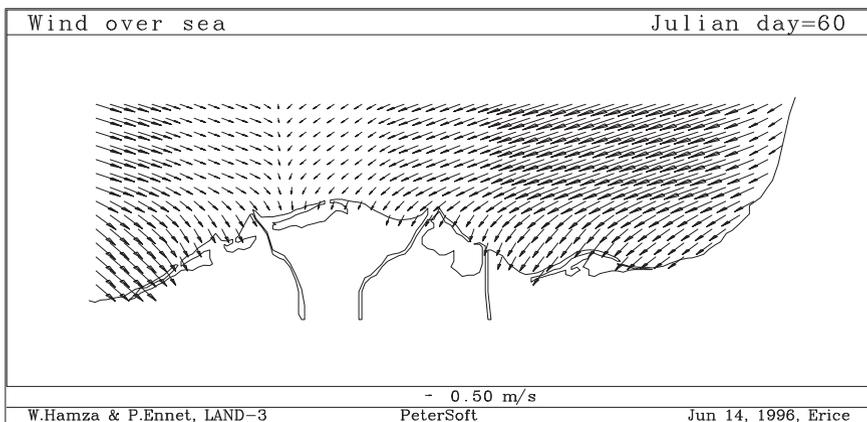 Wind over sea Julian day=60
- 0.50 m/s
W.Hamza & P.Ennet, LAND-3 PeterSoft Jun 14, 1996, Erice